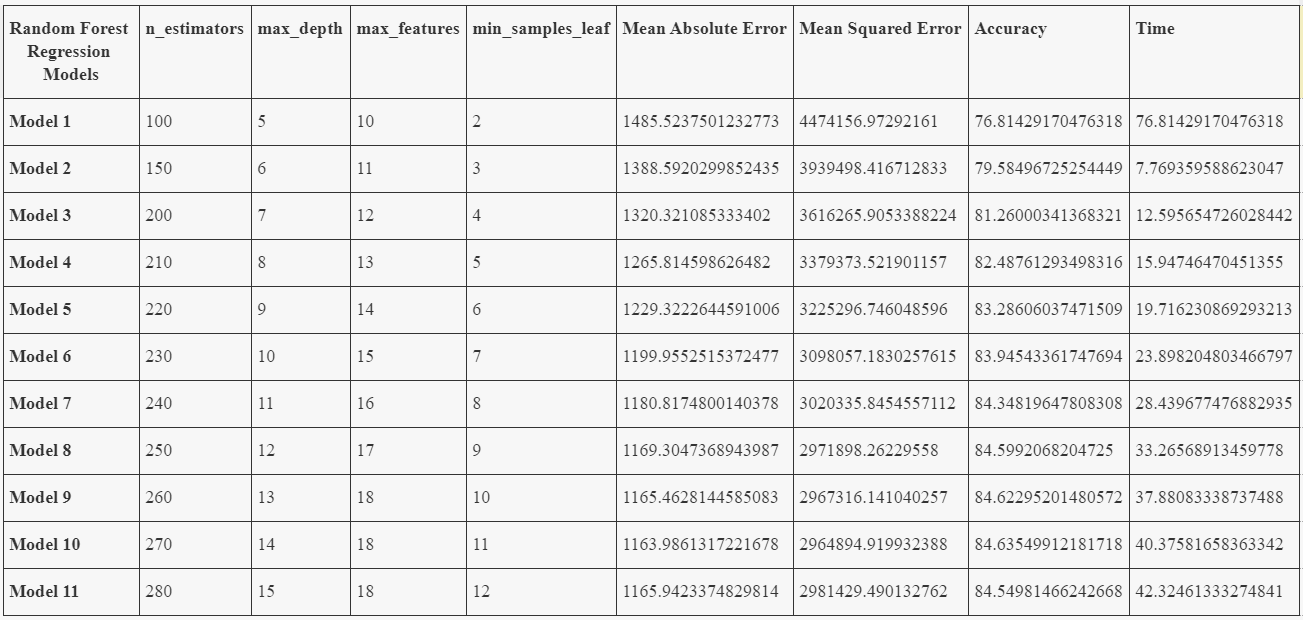 Random Forest Regression Models n_estimators max_depth max_features min_samples_leaf Mean Absolute Error Mean Squared Error Accuracy Time
Model 1 100 5 10 2 1485.5237501232773 4474156.97292161 76.81429170476318 76.81429170476318
Model 2 150 6 11 3 1388.5920299852435 3939498.416712833 79.58496725254449 7.769359588623047
Model 3 200 7 12 4 1320.321085333402 3616265.9053388224 81.26000341368321 12.595654726028442
Model 4 210 8 13 5 1265.814598626482 3379373.521901157 82.48761293498316 15.94746470451355
Model 5 220 9 14 6 1229.3222644591006 3225296.746048596 83.28606037471509 19.716230869293213
Model 6 230 10 15 7 1199.9552515372477 3098057.1830257615 83.94543361747694 23.898204803466797
Model 7 240 11 16 8 1180.8174800140378 3020335.8454557112 84.34819647808308 28.439677476882935
Model 8 250 12 17 9 1169.3047368943987 2971898.26229558 84.5992068204725 33.26568913459778
Model 9 260 13 18 10 1165.4628144585083 2967316.141040257 84.62295201480572 37.88083338737488
Model 10 270 14 18 11 1163.9861317221678 2964894.919932388 84.63549912181718 40.37581658363342
Model 11 280 15 18 12 1165.9423374829814 2981429.490132762 84.54981466242668 42.32461333274841